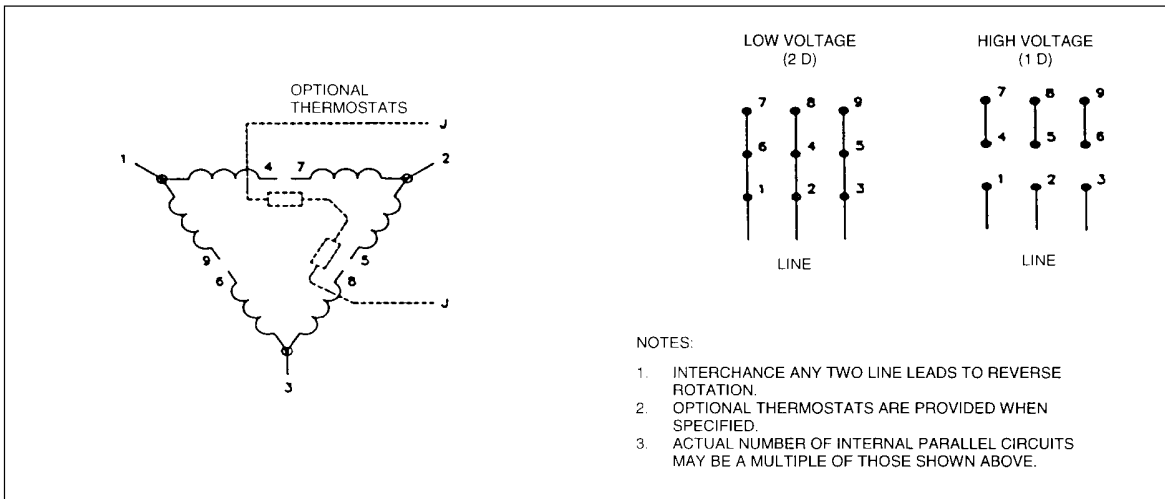 OPTIONAL
THERMOSTATS
J
1
4
7
2
9
6
5
8
J
3
LOW VOLTAGE
(2 D)
7 8 9
6 4 5
1 2 3
LINE
HIGH VOLTAGE
(1 D)
7 8 9
4 5 6
1 2 3
LINE
NOTES:
1. INTERCHANCE ANY TWO LINE LEADS TO REVERSE
ROTATION.
2. OPTIONAL THERMOSTATS ARE PROVIDED WHEN
SPECIFIED.
3. ACTUAL NUMBER OF INTERNAL PARALLEL CIRCUITS
MAY BE A MULTIPLE OF THOSE SHOWN ABOVE.